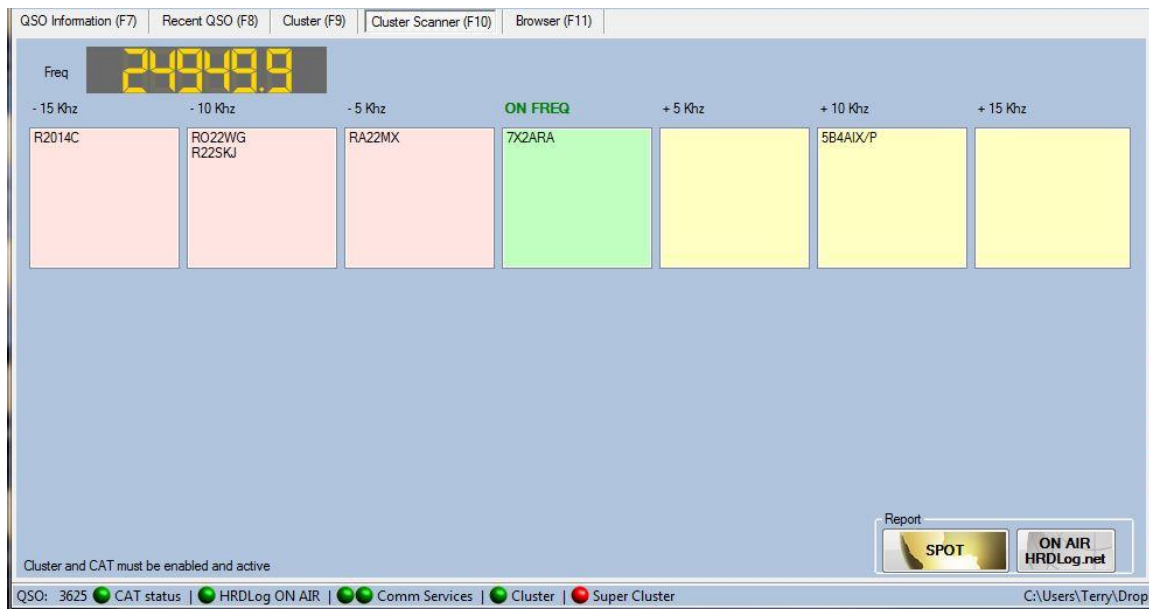 QSO Information (F7) Recent QSO (F8) Cluster (F9) Cluster Scanner (F10) Browser (F11)
Freq 24949.9
- 15 Khz - 10 Khz - 5 Khz ON FREQ + 5 Khz + 10 Khz + 15 Khz
R2014C RO22WG RA22MX 7X2ARA 5B4AIX/P
R22SKJ
Report
SPOT ON AIR
HRDLog.net
Cluster and CAT must be enabled and active
QSO: 3625 CAT status | HRDLog ON AIR | Comm Services | Cluster | Super Cluster C:\Users\Terry\Drop